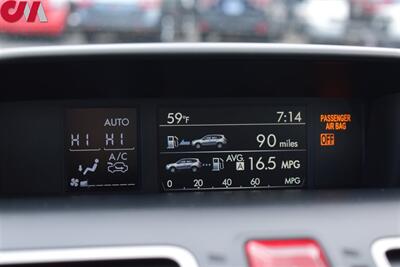 CIA
AUTO
HI HI
A/C
59°F 7:14
90 miles
AVG. A 16.5 MPG
0 20 40 60 MPG
PASSENGER
AIR BAG
OFF